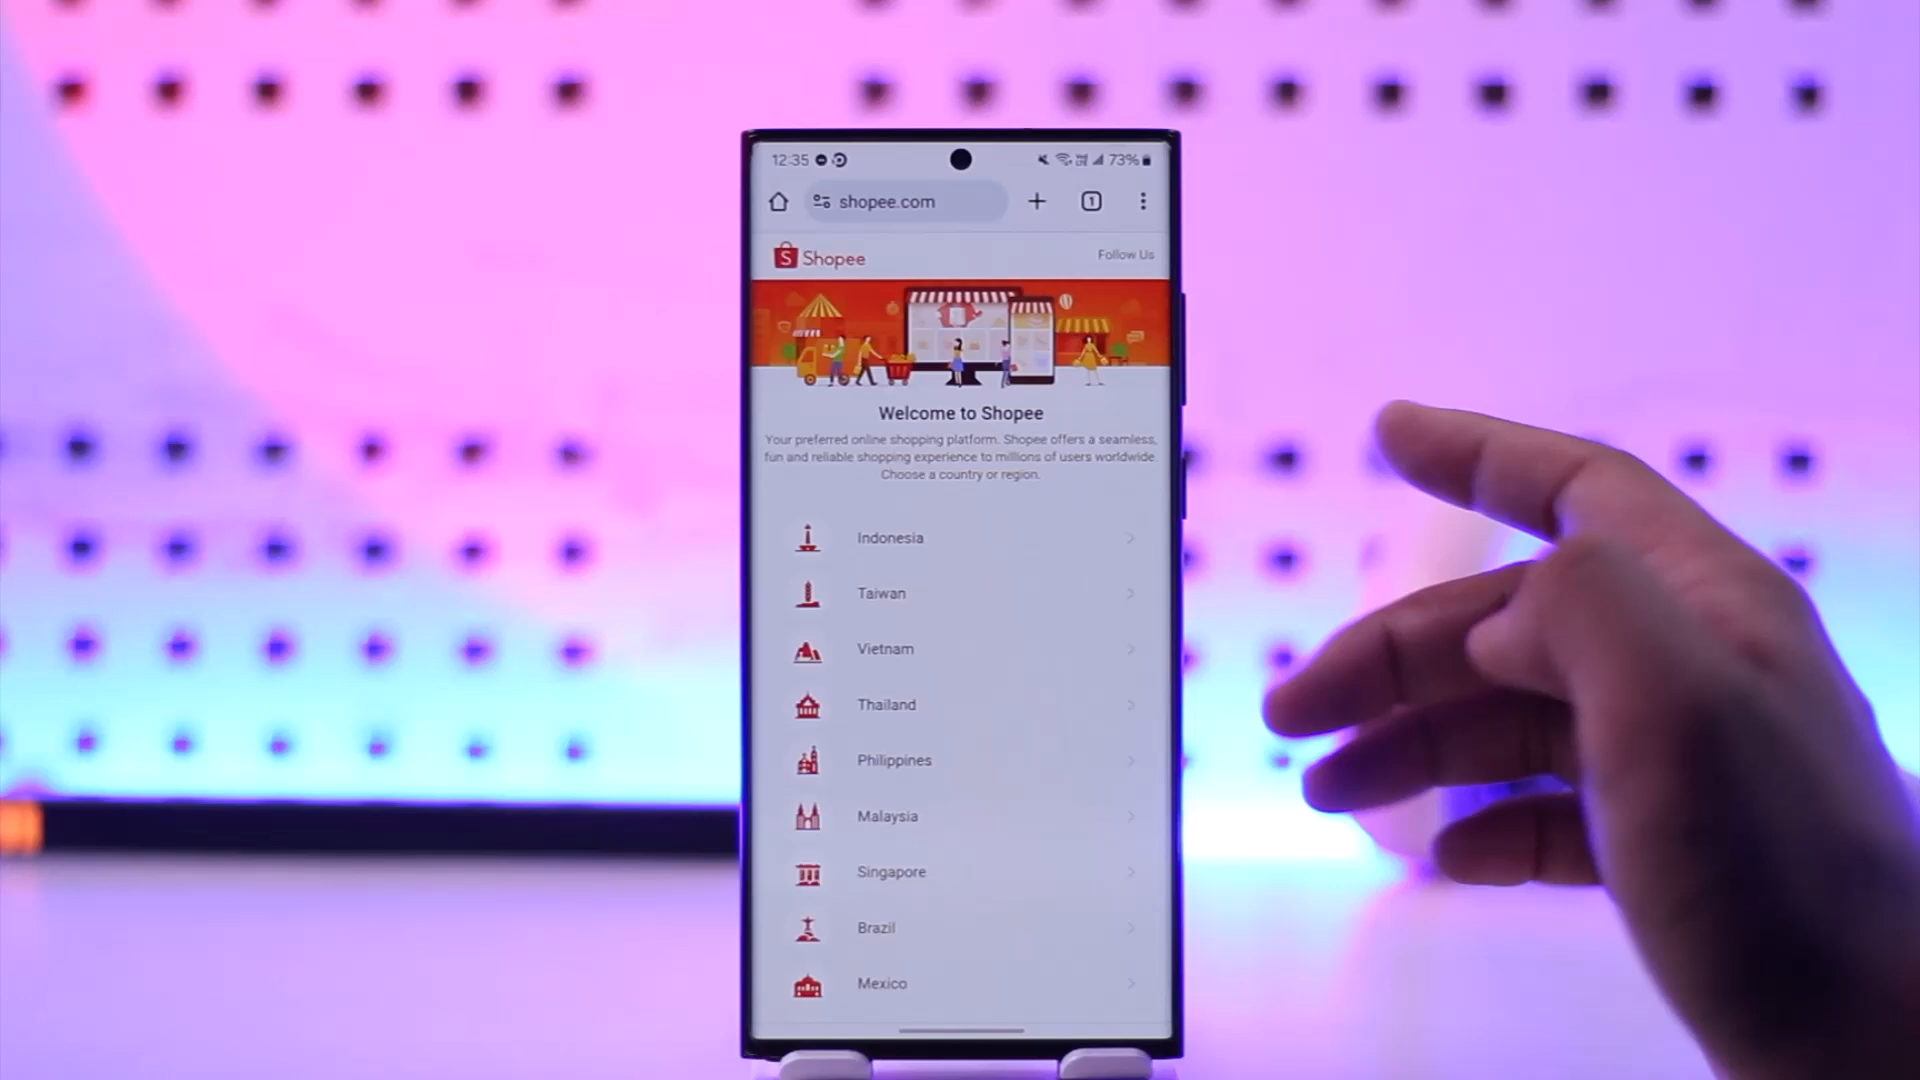 12:35 73%
shopee.com 1
S Shopee Follow Us
Welcome to Shopee
Your preferred online shopping platform. Shopee offers a seamless,
fun and reliable shopping experience to millions of users worldwide.
Choose a country or region.
Indonesia
Taiwan
Vietnam
Thailand
Philippines
Malaysia
Singapore
Brazil
Mexico